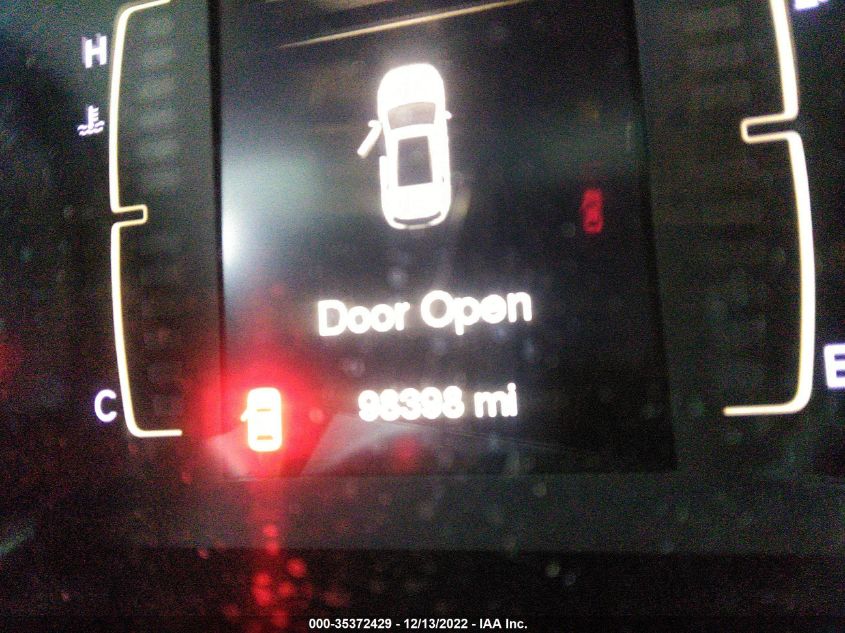 H
Door Open
C
98398 mi
E
000-35372429 - 12/13/2022 - IAA Inc.